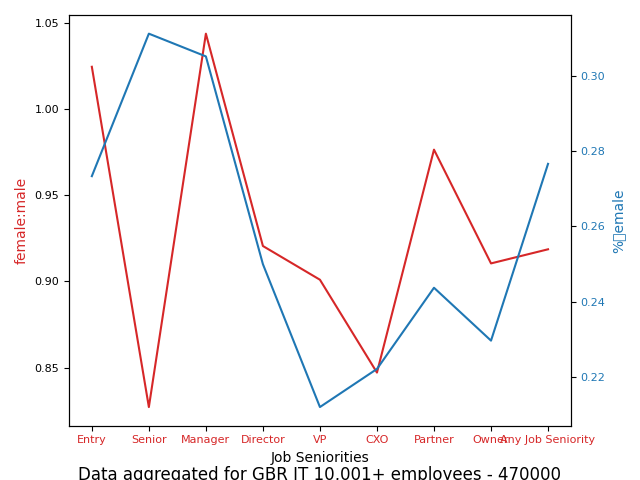 1.05
1.00
0.95
0.90
0.85
female:male
0.30
0.28
0.26
0.24
0.22
%▯emale
Entry Senior Manager Director VP CXO Partner Owner Any Job Seniority
Job Seniorities
Data aggregated for GBR IT 10.001+ employees - 470000